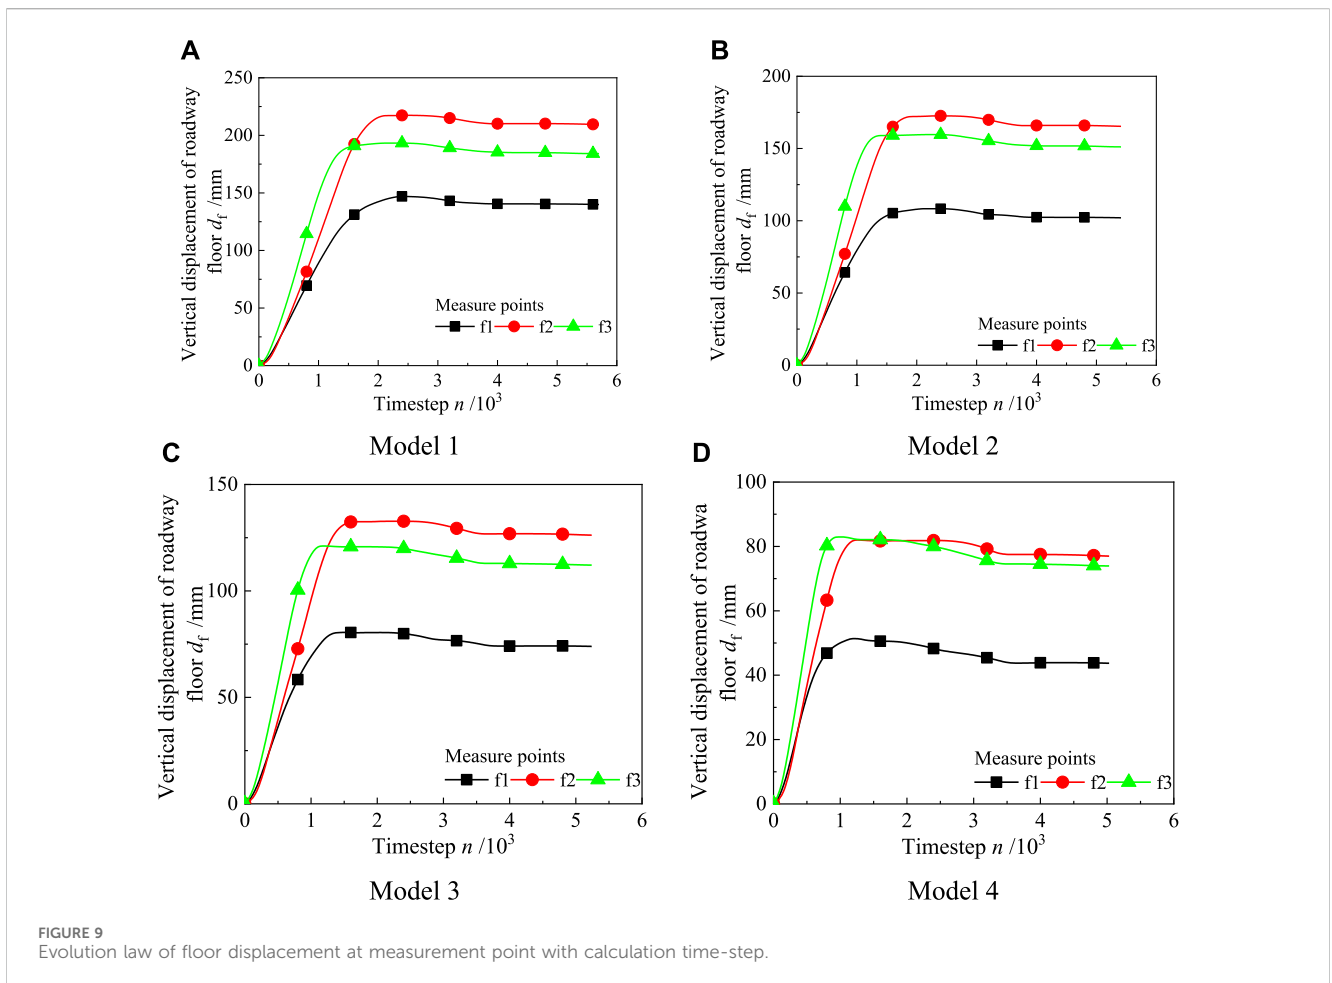 A
Vertical displacement of roadway
floor d_f /mm
250
200
150
100
50
0
Measure points
f1 f2 f3
0 1 2 3 4 5 6
Timestep n /10³
Model 1
B
Vertical displacement of roadway
floor d_f /mm
200
150
100
50
0
Measure points
f1 f2 f3
0 1 2 3 4 5 6
Timestep n /10³
Model 2
C
Vertical displacement of roadway
floor d_f /mm
150
100
50
0
Measure points
f1 f2 f3
0 1 2 3 4 5 6
Timestep n /10³
Model 3
D
Vertical displacement of roadwa
floor d_f /mm
100
80
60
40
20
0
Measure points
f1 f2 f3
0 1 2 3 4 5 6
Timestep n /10³
Model 4
FIGURE 9
Evolution law of floor displacement at measurement point with calculation time-step.